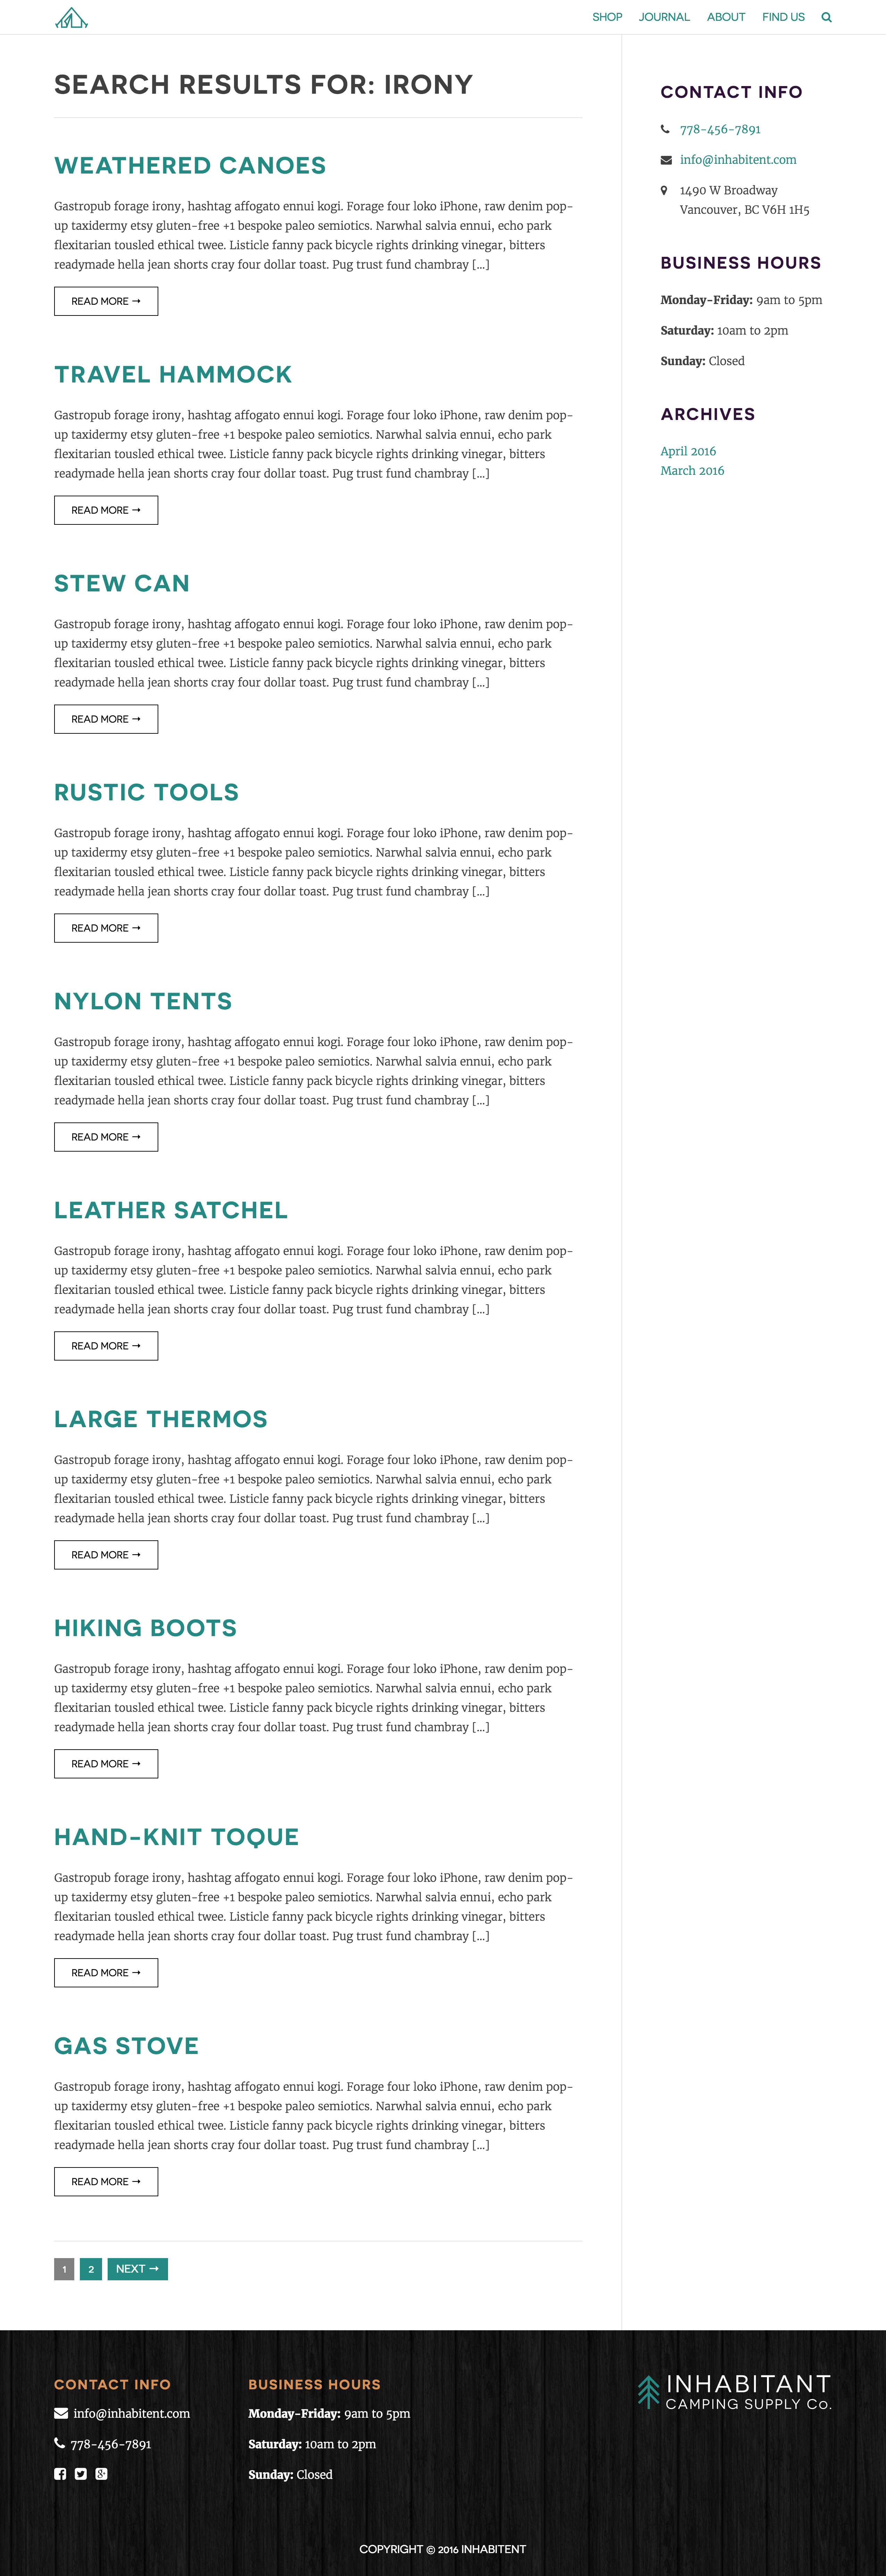 SHOP JOURNAL ABOUT FIND US
SEARCH RESULTS FOR: IRONY
WEATHERED CANOES
Gastropub forage irony, hashtag affogato ennui kogi. Forage four loko iPhone, raw denim pop-
up taxidermy etsy gluten-free +1 bespoke paleo semiotics. Narwhal salvia ennui, echo park
flexitarian tousled ethical twee. Listicle fanny pack bicycle rights drinking vinegar, bitters
readymade hella jean shorts cray four dollar toast. Pug trust fund chambray [...]
READ MORE →
TRAVEL HAMMOCK
Gastropub forage irony, hashtag affogato ennui kogi. Forage four loko iPhone, raw denim pop-
up taxidermy etsy gluten-free +1 bespoke paleo semiotics. Narwhal salvia ennui, echo park
flexitarian tousled ethical twee. Listicle fanny pack bicycle rights drinking vinegar, bitters
readymade hella jean shorts cray four dollar toast. Pug trust fund chambray [...]
READ MORE →
STEW CAN
Gastropub forage irony, hashtag affogato ennui kogi. Forage four loko iPhone, raw denim pop-
up taxidermy etsy gluten-free +1 bespoke paleo semiotics. Narwhal salvia ennui, echo park
flexitarian tousled ethical twee. Listicle fanny pack bicycle rights drinking vinegar, bitters
readymade hella jean shorts cray four dollar toast. Pug trust fund chambray [...]
READ MORE →
RUSTIC TOOLS
Gastropub forage irony, hashtag affogato ennui kogi. Forage four loko iPhone, raw denim pop-
up taxidermy etsy gluten-free +1 bespoke paleo semiotics. Narwhal salvia ennui, echo park
flexitarian tousled ethical twee. Listicle fanny pack bicycle rights drinking vinegar, bitters
readymade hella jean shorts cray four dollar toast. Pug trust fund chambray [...]
READ MORE →
NYLON TENTS
Gastropub forage irony, hashtag affogato ennui kogi. Forage four loko iPhone, raw denim pop-
up taxidermy etsy gluten-free +1 bespoke paleo semiotics. Narwhal salvia ennui, echo park
flexitarian tousled ethical twee. Listicle fanny pack bicycle rights drinking vinegar, bitters
readymade hella jean shorts cray four dollar toast. Pug trust fund chambray [...]
READ MORE →
LEATHER SATCHEL
Gastropub forage irony, hashtag affogato ennui kogi. Forage four loko iPhone, raw denim pop-
up taxidermy etsy gluten-free +1 bespoke paleo semiotics. Narwhal salvia ennui, echo park
flexitarian tousled ethical twee. Listicle fanny pack bicycle rights drinking vinegar, bitters
readymade hella jean shorts cray four dollar toast. Pug trust fund chambray [...]
READ MORE →
LARGE THERMOS
Gastropub forage irony, hashtag affogato ennui kogi. Forage four loko iPhone, raw denim pop-
up taxidermy etsy gluten-free +1 bespoke paleo semiotics. Narwhal salvia ennui, echo park
flexitarian tousled ethical twee. Listicle fanny pack bicycle rights drinking vinegar, bitters
readymade hella jean shorts cray four dollar toast. Pug trust fund chambray [...]
READ MORE →
HIKING BOOTS
Gastropub forage irony, hashtag affogato ennui kogi. Forage four loko iPhone, raw denim pop-
up taxidermy etsy gluten-free +1 bespoke paleo semiotics. Narwhal salvia ennui, echo park
flexitarian tousled ethical twee. Listicle fanny pack bicycle rights drinking vinegar, bitters
readymade hella jean shorts cray four dollar toast. Pug trust fund chambray [...]
READ MORE →
HAND-KNIT TOQUE
Gastropub forage irony, hashtag affogato ennui kogi. Forage four loko iPhone, raw denim pop-
up taxidermy etsy gluten-free +1 bespoke paleo semiotics. Narwhal salvia ennui, echo park
flexitarian tousled ethical twee. Listicle fanny pack bicycle rights drinking vinegar, bitters
readymade hella jean shorts cray four dollar toast. Pug trust fund chambray [...]
READ MORE →
GAS STOVE
Gastropub forage irony, hashtag affogato ennui kogi. Forage four loko iPhone, raw denim pop-
up taxidermy etsy gluten-free +1 bespoke paleo semiotics. Narwhal salvia ennui, echo park
flexitarian tousled ethical twee. Listicle fanny pack bicycle rights drinking vinegar, bitters
readymade hella jean shorts cray four dollar toast. Pug trust fund chambray [...]
READ MORE →
1 2 NEXT →
CONTACT INFO
778-456-7891
info@inhabitent.com
1490 W Broadway
Vancouver, BC V6H 1H5
BUSINESS HOURS
Monday-Friday: 9am to 5pm
Saturday: 10am to 2pm
Sunday: Closed
ARCHIVES
April 2016
March 2016
CONTACT INFO
info@inhabitent.com
778-456-7891
BUSINESS HOURS
Monday-Friday: 9am to 5pm
Saturday: 10am to 2pm
Sunday: Closed
INHABITANT
CAMPING SUPPLY Co.
COPYRIGHT © 2016 INHABITENT